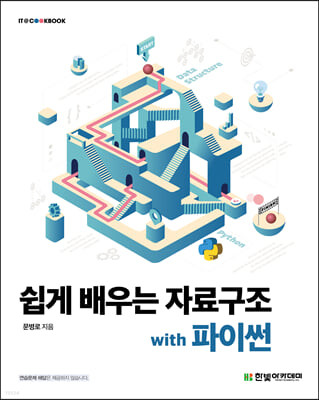 IT@COOKBOOK
START
Data Structure
FINISH
Python
쉽게 배우는 자료구조
with 파이썬
문병로 지음
연습문제 해답은 제공하지 않습니다.
한빛아카데미